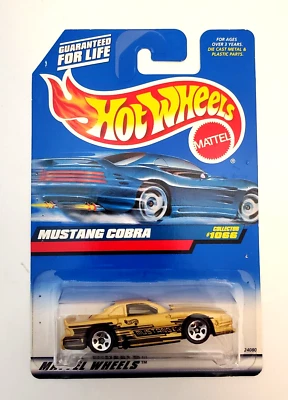 GUARANTEED
FOR LIFE
FOR AGES
OVER 3 YEARS.
DIE CAST METAL &
PLASTIC PARTS.
Hot Wheels
MATTEL
MUSTANG COBRA
COLLECTOR
#1066
24080
MATTEL WHEELS™